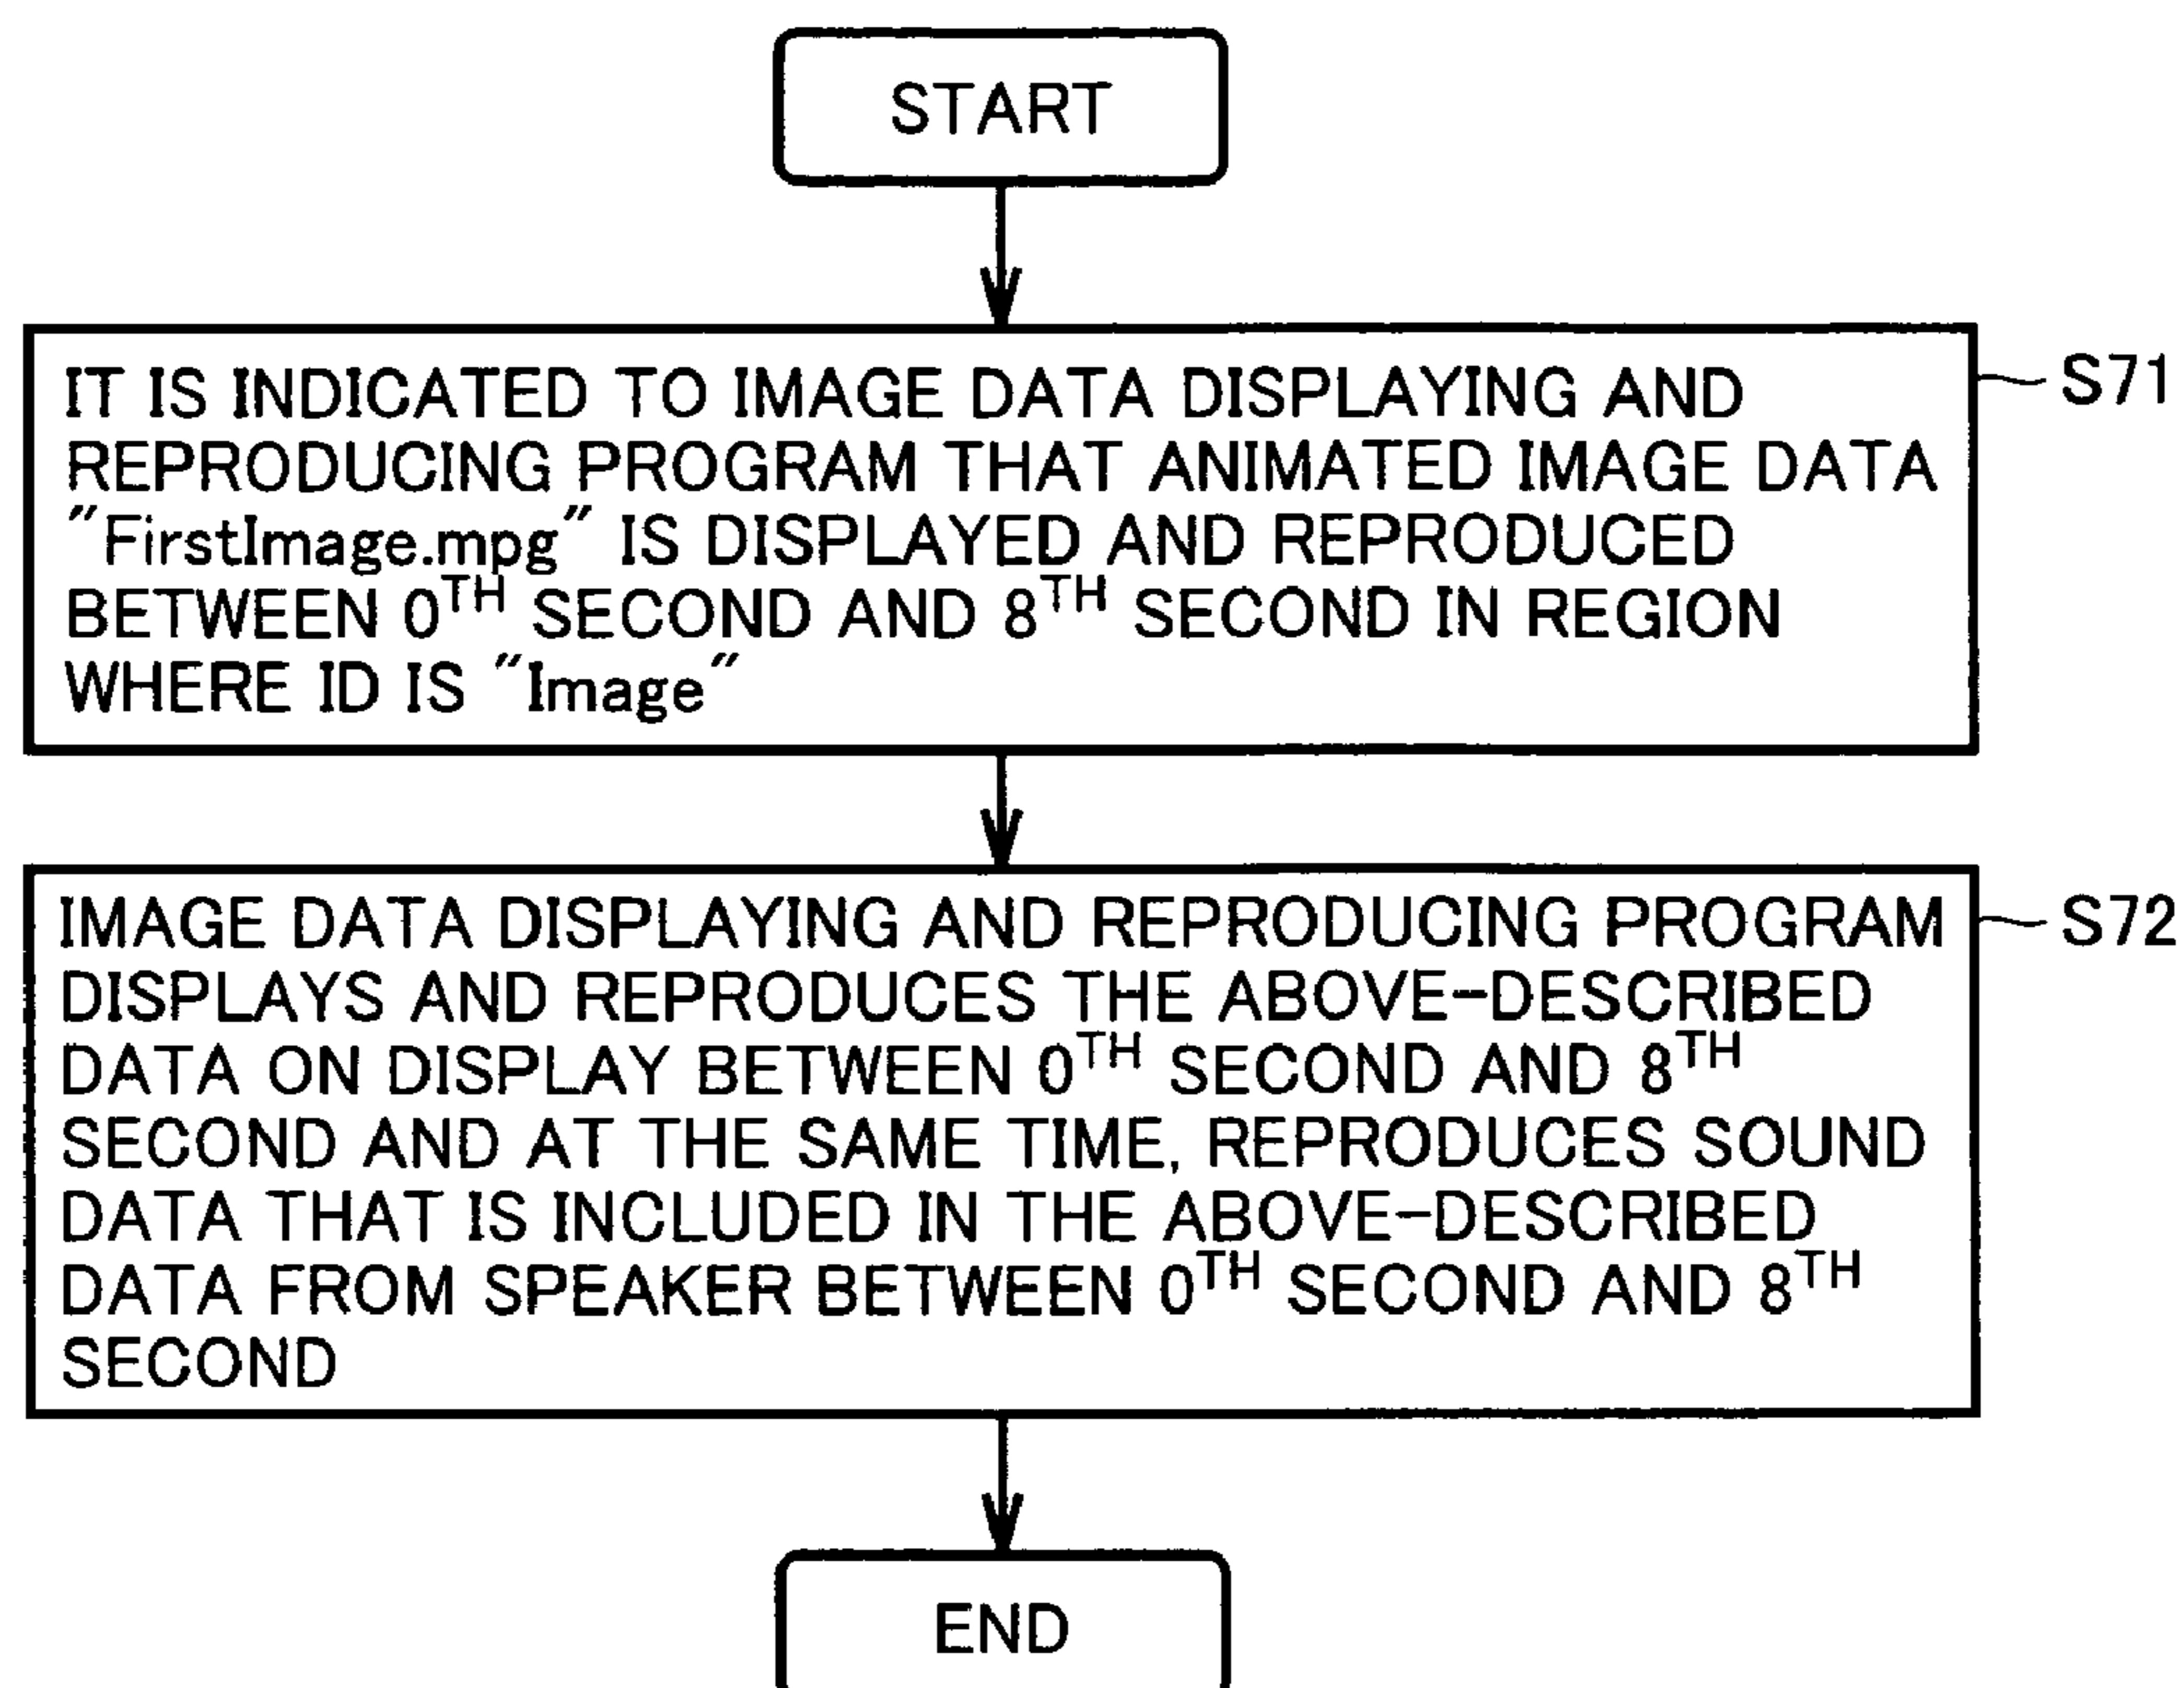 START
IT IS INDICATED TO IMAGE DATA DISPLAYING AND
REPRODUCING PROGRAM THAT ANIMATED IMAGE DATA
"FirstImage.mpg" IS DISPLAYED AND REPRODUCED
BETWEEN 0TH SECOND AND 8TH SECOND IN REGION
WHERE ID IS "Image"
S71
IMAGE DATA DISPLAYING AND REPRODUCING PROGRAM
DISPLAYS AND REPRODUCES THE ABOVE-DESCRIBED
DATA ON DISPLAY BETWEEN 0TH SECOND AND 8TH
SECOND AND AT THE SAME TIME, REPRODUCES SOUND
DATA THAT IS INCLUDED IN THE ABOVE-DESCRIBED
DATA FROM SPEAKER BETWEEN 0TH SECOND AND 8TH
SECOND
S72
END